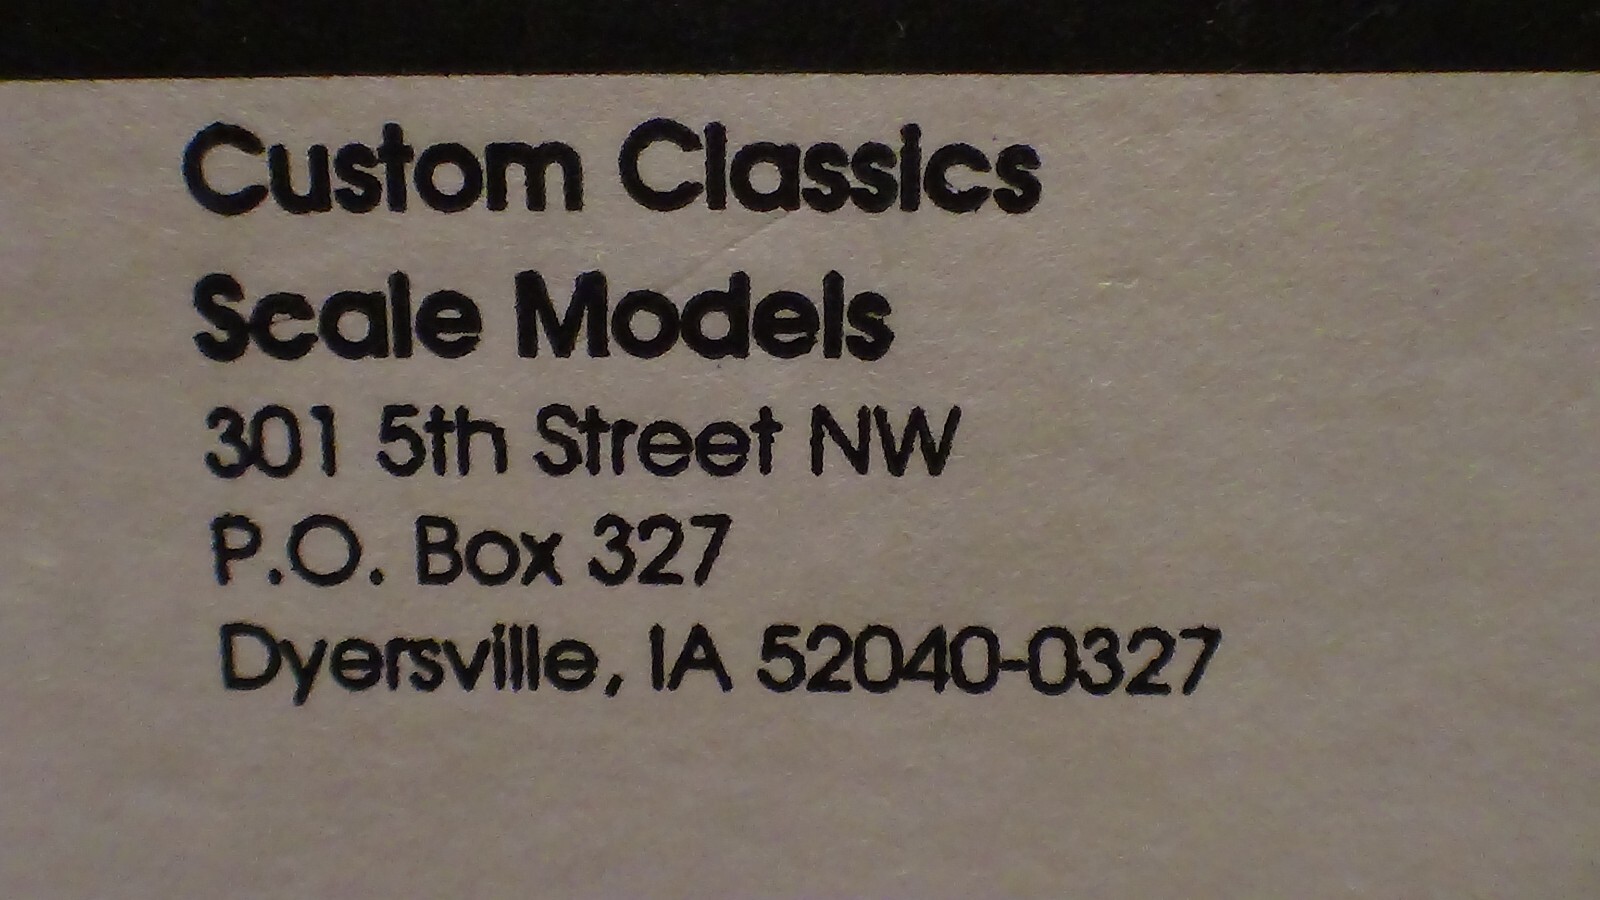 Custom Classics
Scale Models
301 5th Street NW
P.O. Box 327
Dyersville, IA 52040-0327